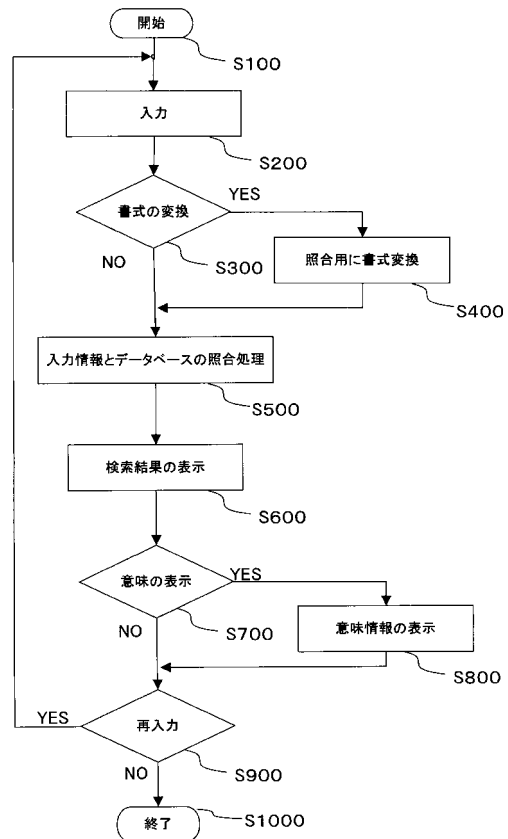 開始
S100
入力
S200
書式の変換
YES
NO
S300
照合用に書式変換
S400
入力情報とデータベースの照合処理
S500
検索結果の表示
S600
意味の表示
YES
NO
S700
意味情報の表示
S800
再入力
YES
NO
S900
終了
S1000